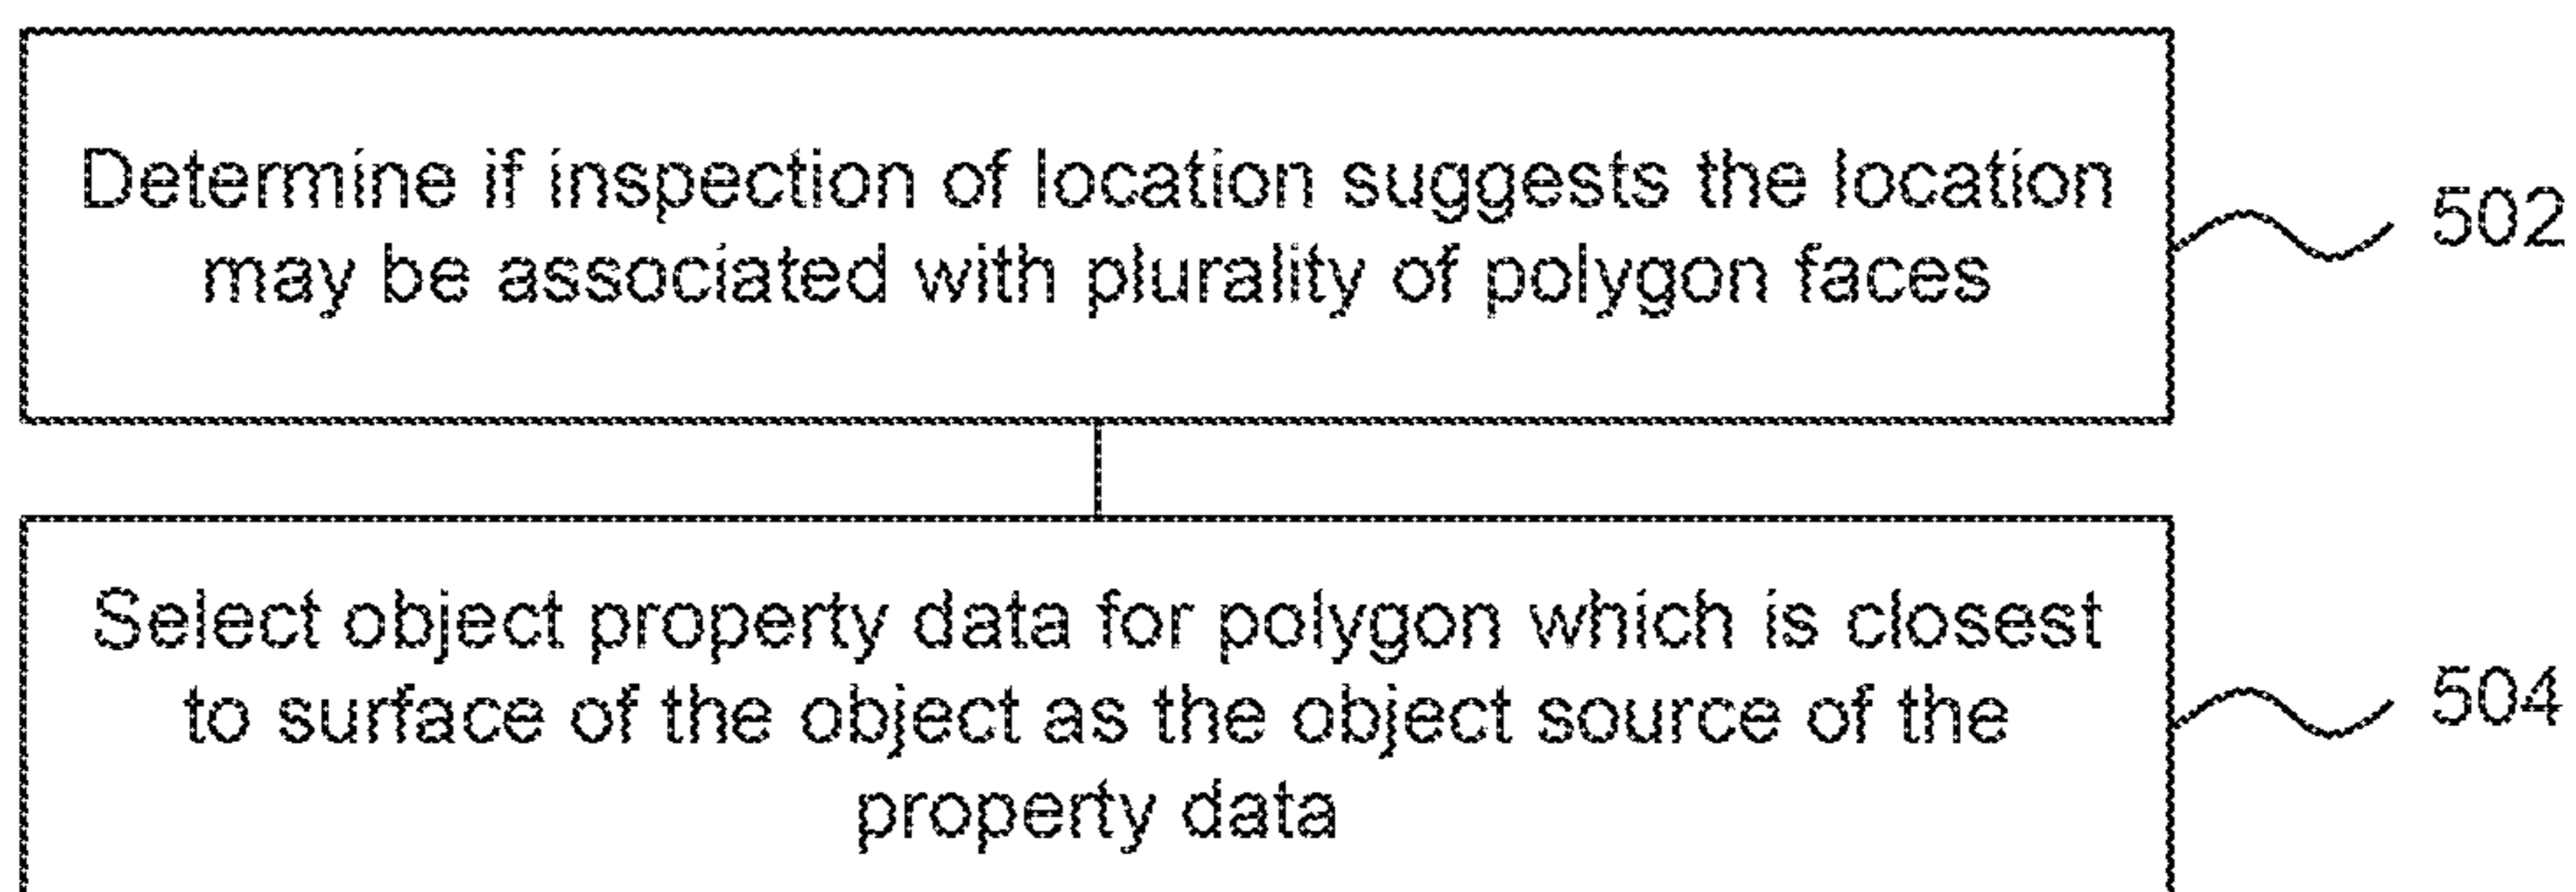 Determine if inspection of location suggests the location
may be associated with plurality of polygon faces
502
Select object property data for polygon which is closest
to surface of the object as the object source of the
property data
504